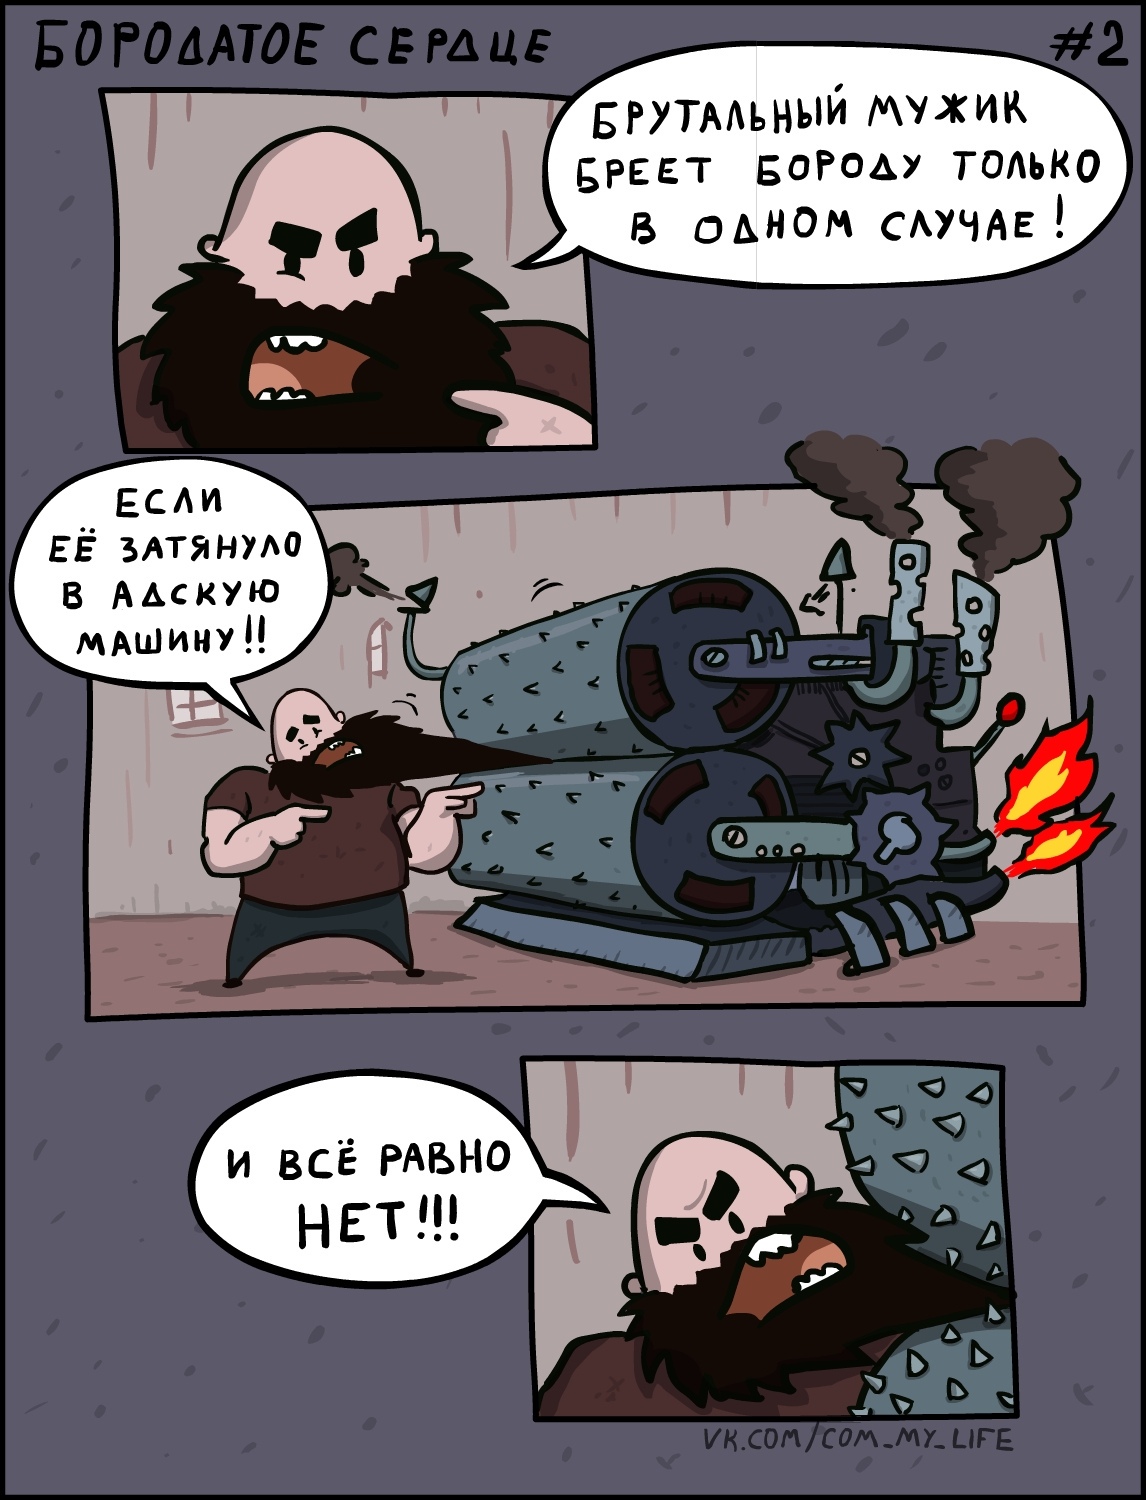 БОРОДАТОЕ СЕРДЦЕ #2
БРУТАЛЬНЫЙ МУЖИК
БРЕЕТ БОРОДУ ТОЛЬКО
В ОДНОМ СЛУЧАЕ!
ЕСЛИ
ЕЁ ЗАТЯНУЛО
В АДСКУЮ
МАШИНУ!!
И ВСЁ РАВНО
НЕТ!!!
VK.COM/COM_MY_LIFE